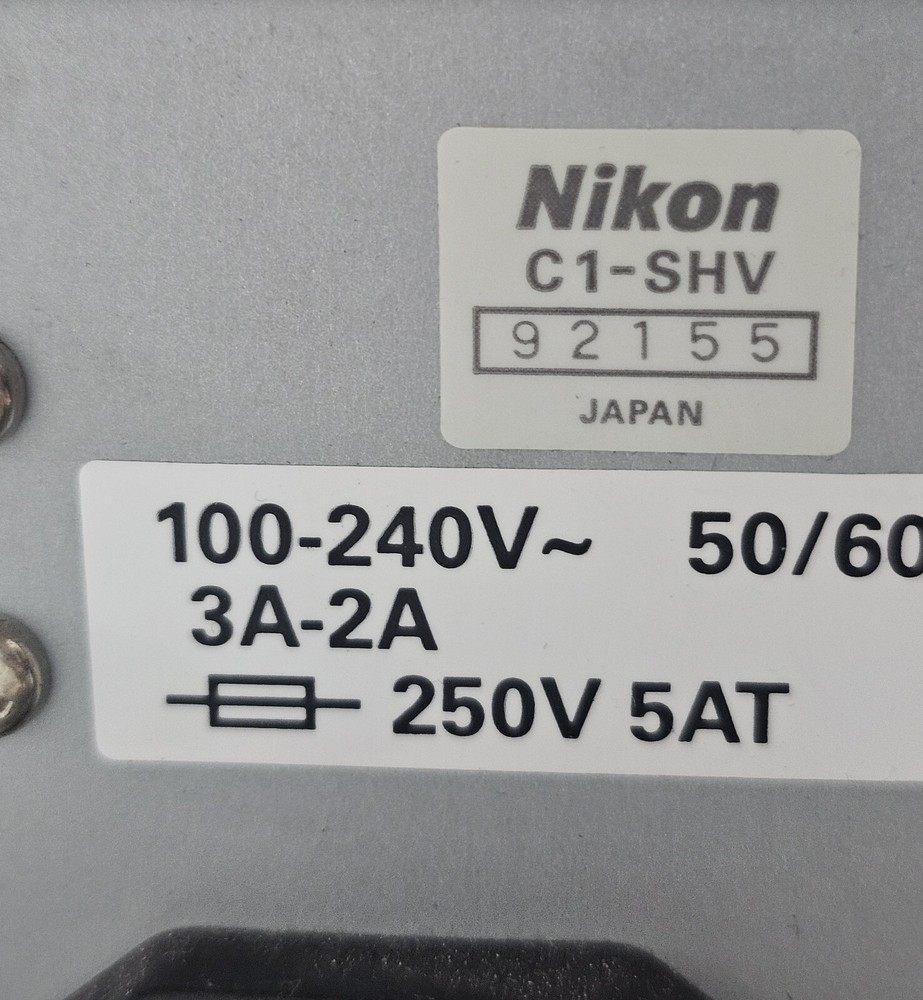 Nikon
C1-SHV
92155
JAPAN
100-240V~ 50/60
3A-2A
250V 5AT